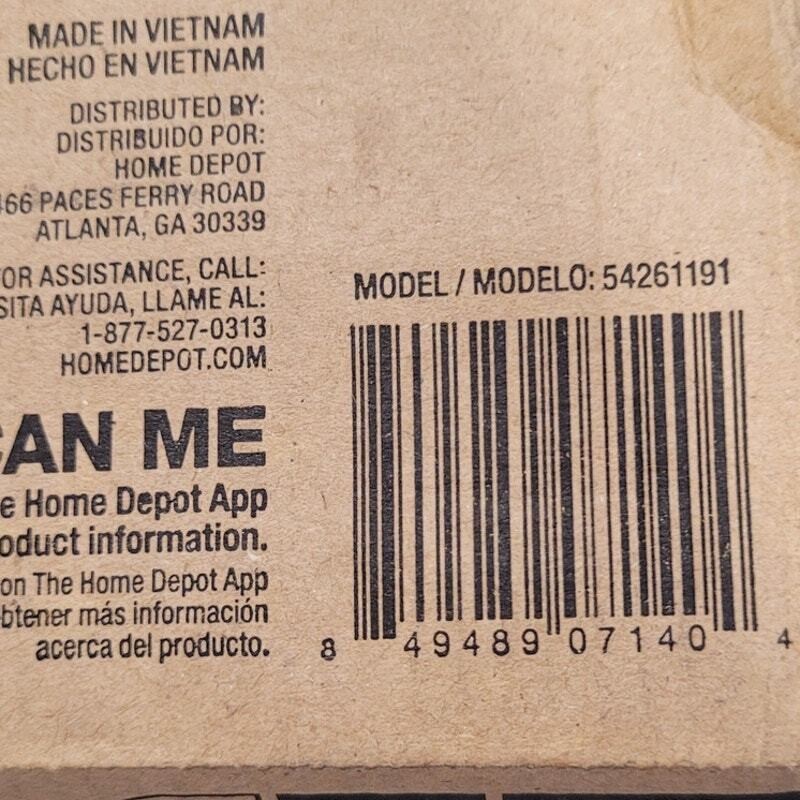 MADE IN VIETNAM
HECHO EN VIETNAM
DISTRIBUTED BY:
DISTRIBUIDO POR:
HOME DEPOT
466 PACES FERRY ROAD
ATLANTA, GA 30339
OR ASSISTANCE, CALL:
SITA AYUDA, LLAME AL:
1-877-527-0313
HOMEDEPOT.COM
CAN ME
e Home Depot App
oduct information.
on The Home Depot App
btener más información
acerca del producto.
MODEL / MODELO: 54261191
8 49489 07140 4